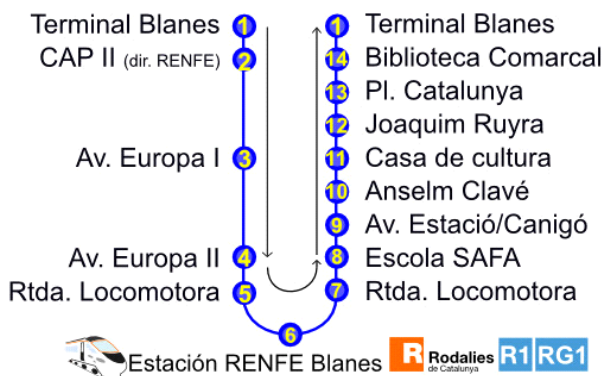 Terminal Blanes 1
CAP II (dir. RENFE) 2
Av. Europa I 3
Av. Europa II 4
Rtda. Locomotora 5
1 Terminal Blanes
14 Biblioteca Comarcal
13 Pl. Catalunya
12 Joaquim Ruyra
11 Casa de cultura
10 Anselm Clavé
9 Av. Estació/Canigó
8 Escola SAFA
7 Rtda. Locomotora
6
Estación RENFE Blanes
R Rodalies
de Catalunya
R1 RG1